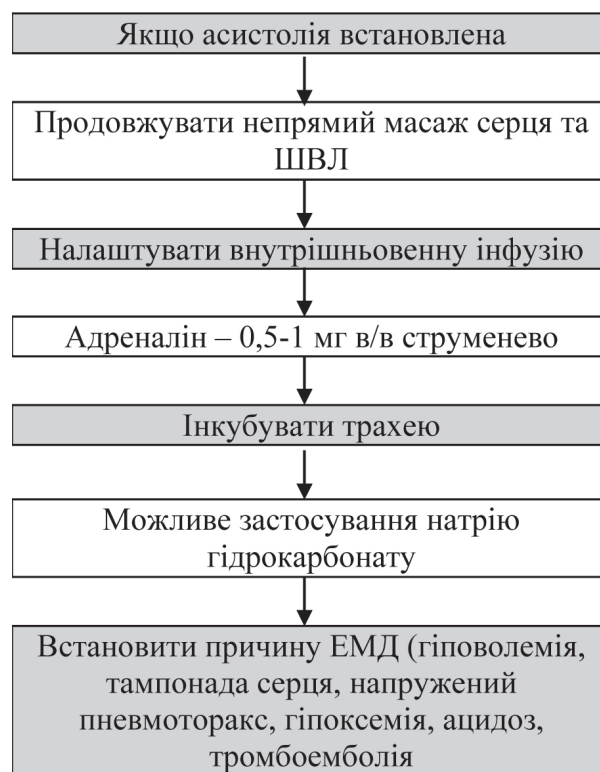 Якщо асистолія встановлена
Продовжувати непрямий масаж серця та
ШВЛ
Налаштувати внутрішньовенну інфузію
Адреналін – 0,5-1 мг в/в струменево
Інкубувати трахею
Можливе застосування натрію
гідрокарбонату
Встановити причину ЕМД (гіповолемія,
тампонада серця, напружений
пневмоторакс, гіпоксемія, ацидоз,
тромбоемболія